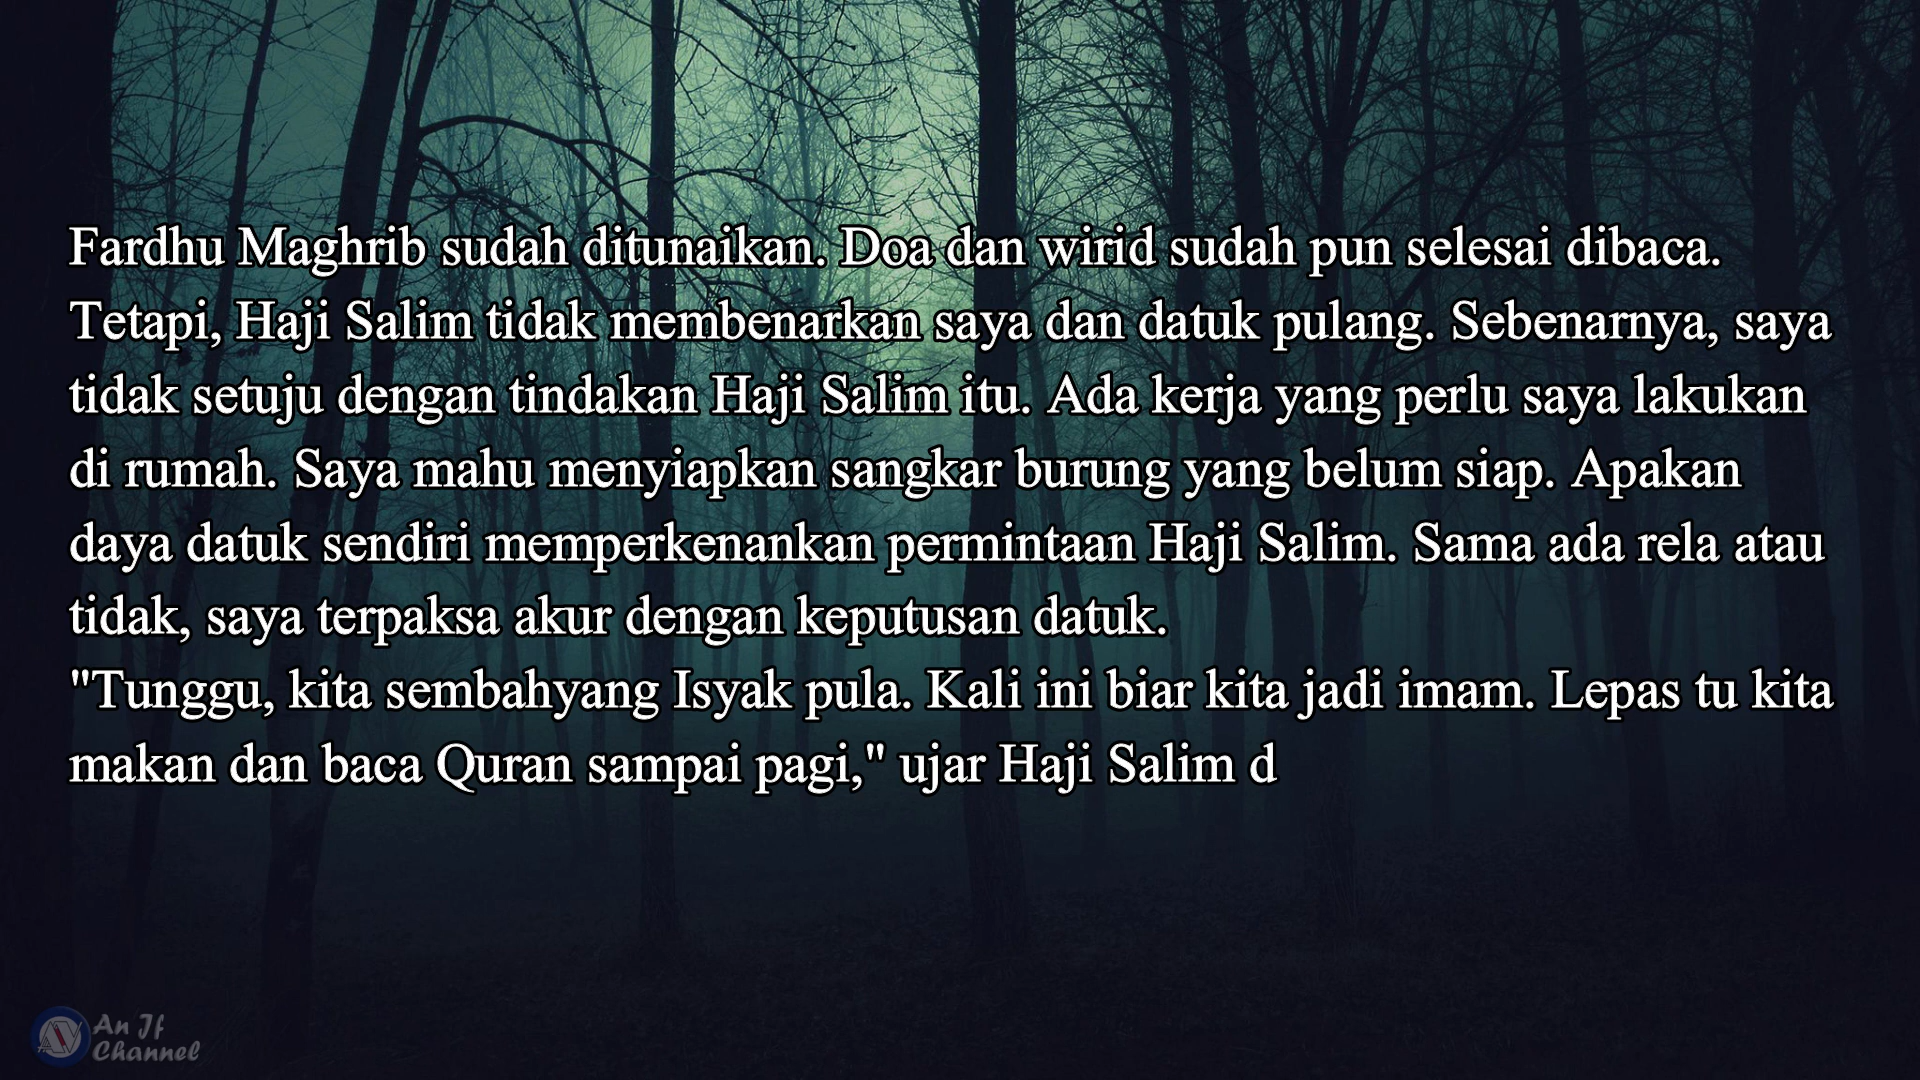 Fardhu Maghrib sudah ditunaikan. Doa dan wirid sudah pun selesai dibaca.
Tetapi, Haji Salim tidak membenarkan saya dan datuk pulang. Sebenarnya, saya
tidak setuju dengan tindakan Haji Salim itu. Ada kerja yang perlu saya lakukan
di rumah. Saya mahu menyiapkan sangkar burung yang belum siap. Apakan
daya datuk sendiri memperkenankan permintaan Haji Salim. Sama ada rela atau
tidak, saya terpaksa akur dengan keputusan datuk.
"Tunggu, kita sembahyang Isyak pula. Kali ini biar kita jadi imam. Lepas tu kita
makan dan baca Quran sampai pagi," ujar Haji Salim d
An If
Channel